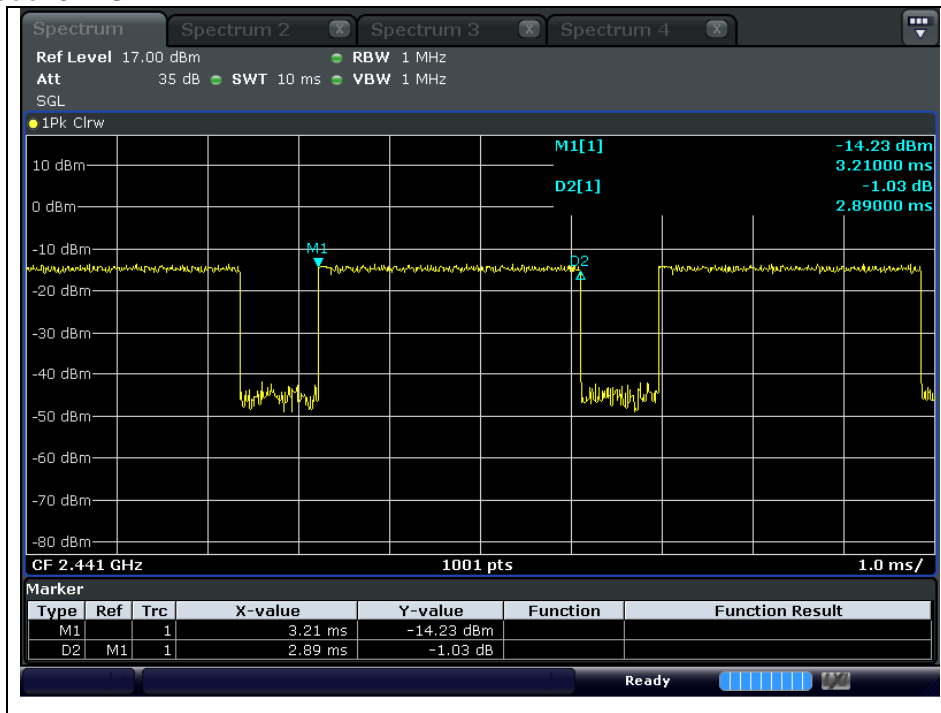 Spectrum Spectrum 2 X Spectrum 3 X Spectrum 4 X
Ref Level 17.00 dBm RBW 1 MHz
Att 35 dB SWT 10 ms VBW 1 MHz
SGL
1Pk Clrw
M1[1] -14.23 dBm
3.21000 ms
D2[1] -1.03 dB
2.89000 ms
10 dBm
0 dBm
-10 dBm
M1
D2
-20 dBm
-30 dBm
-40 dBm
-50 dBm
-60 dBm
-70 dBm
-80 dBm
CF 2.441 GHz 1001 pts 1.0 ms/
Marker
Type Ref Trc X-value Y-value Function Function Result
M1 1 3.21 ms -14.23 dBm
D2 M1 1 2.89 ms -1.03 dB
Ready